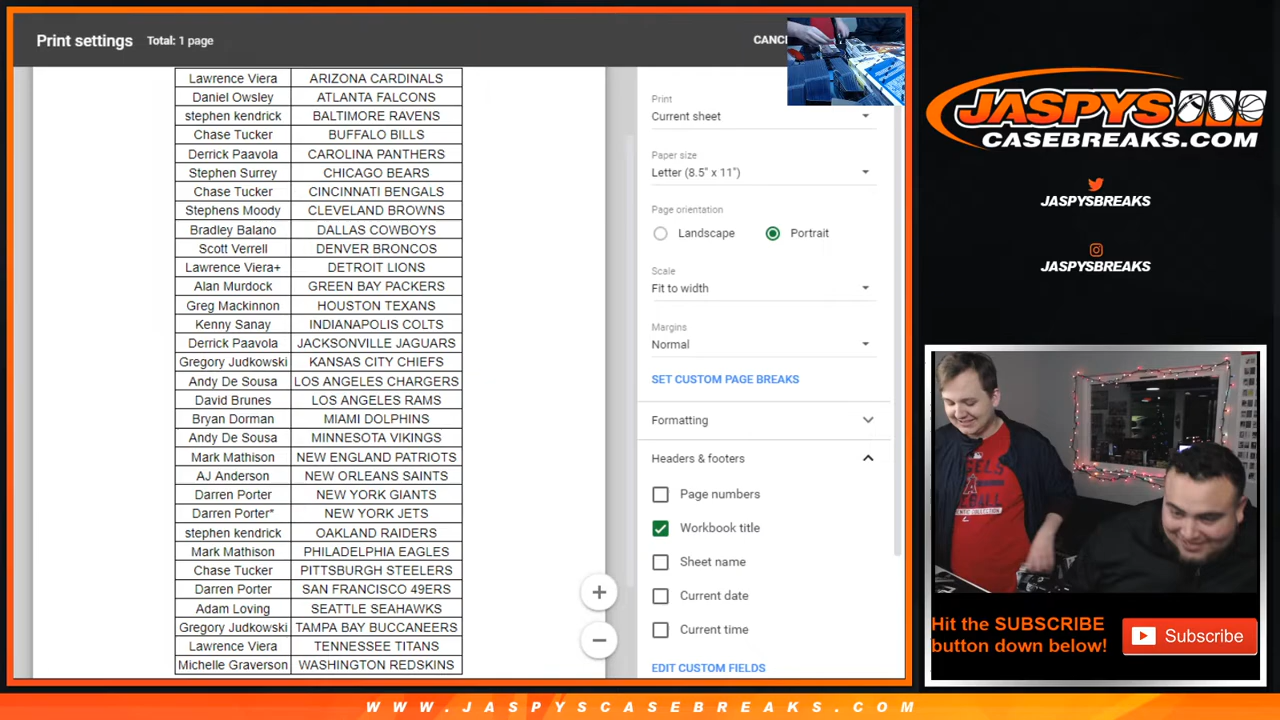 Print settings Total: 1 page CANC
Lawrence Viera ARIZONA CARDINALS
Daniel Owsley ATLANTA FALCONS
stephen kendrick BALTIMORE RAVENS
Chase Tucker BUFFALO BILLS
Derrick Paavola CAROLINA PANTHERS
Stephen Surrey CHICAGO BEARS
Chase Tucker CINCINNATI BENGALS
Stephens Moody CLEVELAND BROWNS
Bradley Balano DALLAS COWBOYS
Scott Verrell DENVER BRONCOS
Lawrence Viera+ DETROIT LIONS
Alan Murdock GREEN BAY PACKERS
Greg Mackinnon HOUSTON TEXANS
Kenny Sanay INDIANAPOLIS COLTS
Derrick Paavola JACKSONVILLE JAGUARS
Gregory Judkowski KANSAS CITY CHIEFS
Andy De Sousa LOS ANGELES CHARGERS
David Brunes LOS ANGELES RAMS
Bryan Dorman MIAMI DOLPHINS
Andy De Sousa MINNESOTA VIKINGS
Mark Mathison NEW ENGLAND PATRIOTS
AJ Anderson NEW ORLEANS SAINTS
Darren Porter NEW YORK GIANTS
Darren Porter* NEW YORK JETS
stephen kendrick OAKLAND RAIDERS
Mark Mathison PHILADELPHIA EAGLES
Chase Tucker PITTSBURGH STEELERS
Darren Porter SAN FRANCISCO 49ERS
Adam Loving SEATTLE SEAHAWKS
Gregory Judkowski TAMPA BAY BUCCANEERS
Lawrence Viera TENNESSEE TITANS
Michelle Graverson WASHINGTON REDSKINS
Print
Current sheet
Paper size
Letter (8.5" x 11")
Page orientation
Landscape Portrait
Scale
Fit to width
Margins
Normal
SET CUSTOM PAGE BREAKS
Formatting
Headers & footers
Page numbers
Workbook title
Sheet name
Current date
Current time
EDIT CUSTOM FIELDS
JASPYS
CASEBREAKS.COM
JASPYSBREAKS
JASPYSBREAKS
Hit the SUBSCRIBE
button down below!
Subscribe
WWW.JASPYSCASEBREAKS.COM